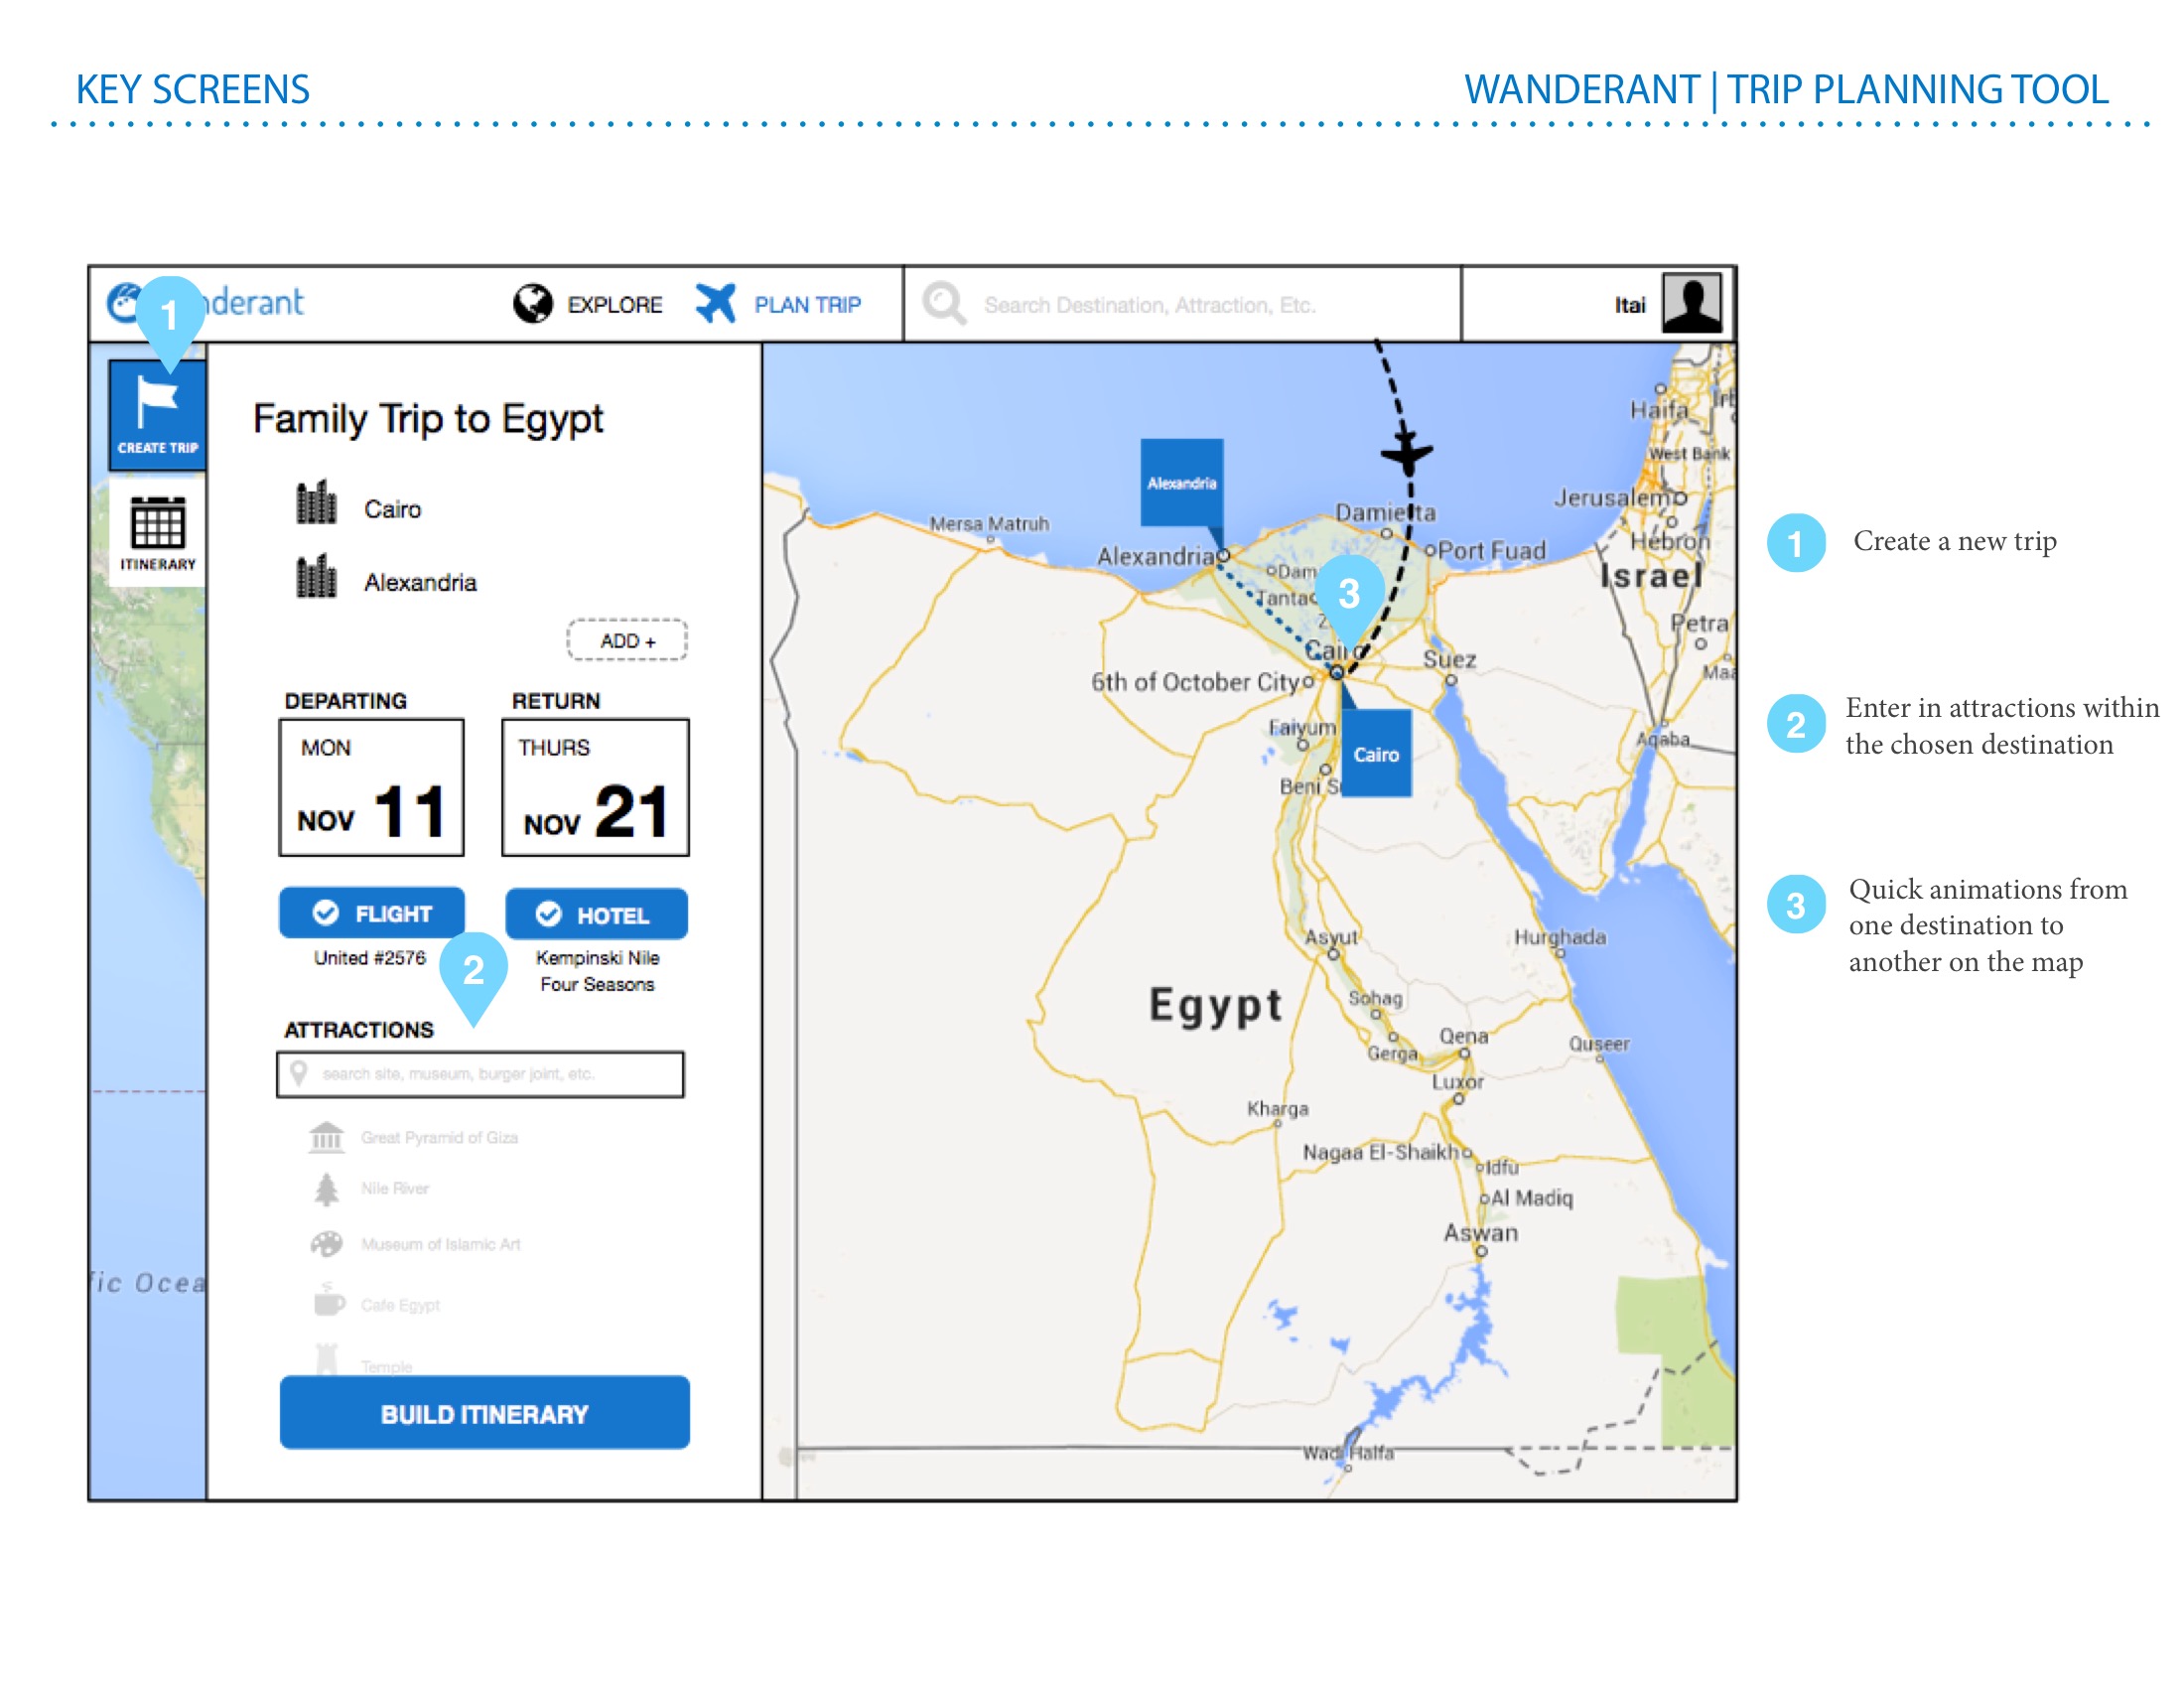 KEY SCREENS
WANDERANT | TRIP PLANNING TOOL
1
nderant
EXPLORE
PLAN TRIP
Search Destination, Attraction, Etc.
Itai
CREATE TRIP
ITINERARY
fic Ocea
Family Trip to Egypt
Cairo
Alexandria
ADD +
DEPARTING
RETURN
MON
NOV 11
THURS
NOV 21
FLIGHT
HOTEL
United #2576
Kempinski Nile
Four Seasons
2
ATTRACTIONS
search site, museum, burger joint, etc.
Great Pyramid of Giza
Nile River
Museum of Islamic Art
Cafe Egypt
Temple
BUILD ITINERARY
Haifa
Irb
West Bank
Alexandria
Jerusalem
Damietta
Mersa Matruh
Hebron
Alexandria
Port Fuad
Dam
Israel
3
Tanta
Z
Petra
Cairo
Suez
Maa
6th of October City
Faiyum
Aqaba
Cairo
Beni S
Asyut
Hurghada
Egypt
Sohag
Qena
Quseer
Gerga
Luxor
Kharga
Nagaa El-Shaikh
Idfu
Al Madiq
Aswan
Wadi Halfa
1
Create a new trip
2
Enter in attractions within
the chosen destination
3
Quick animations from
one destination to
another on the map